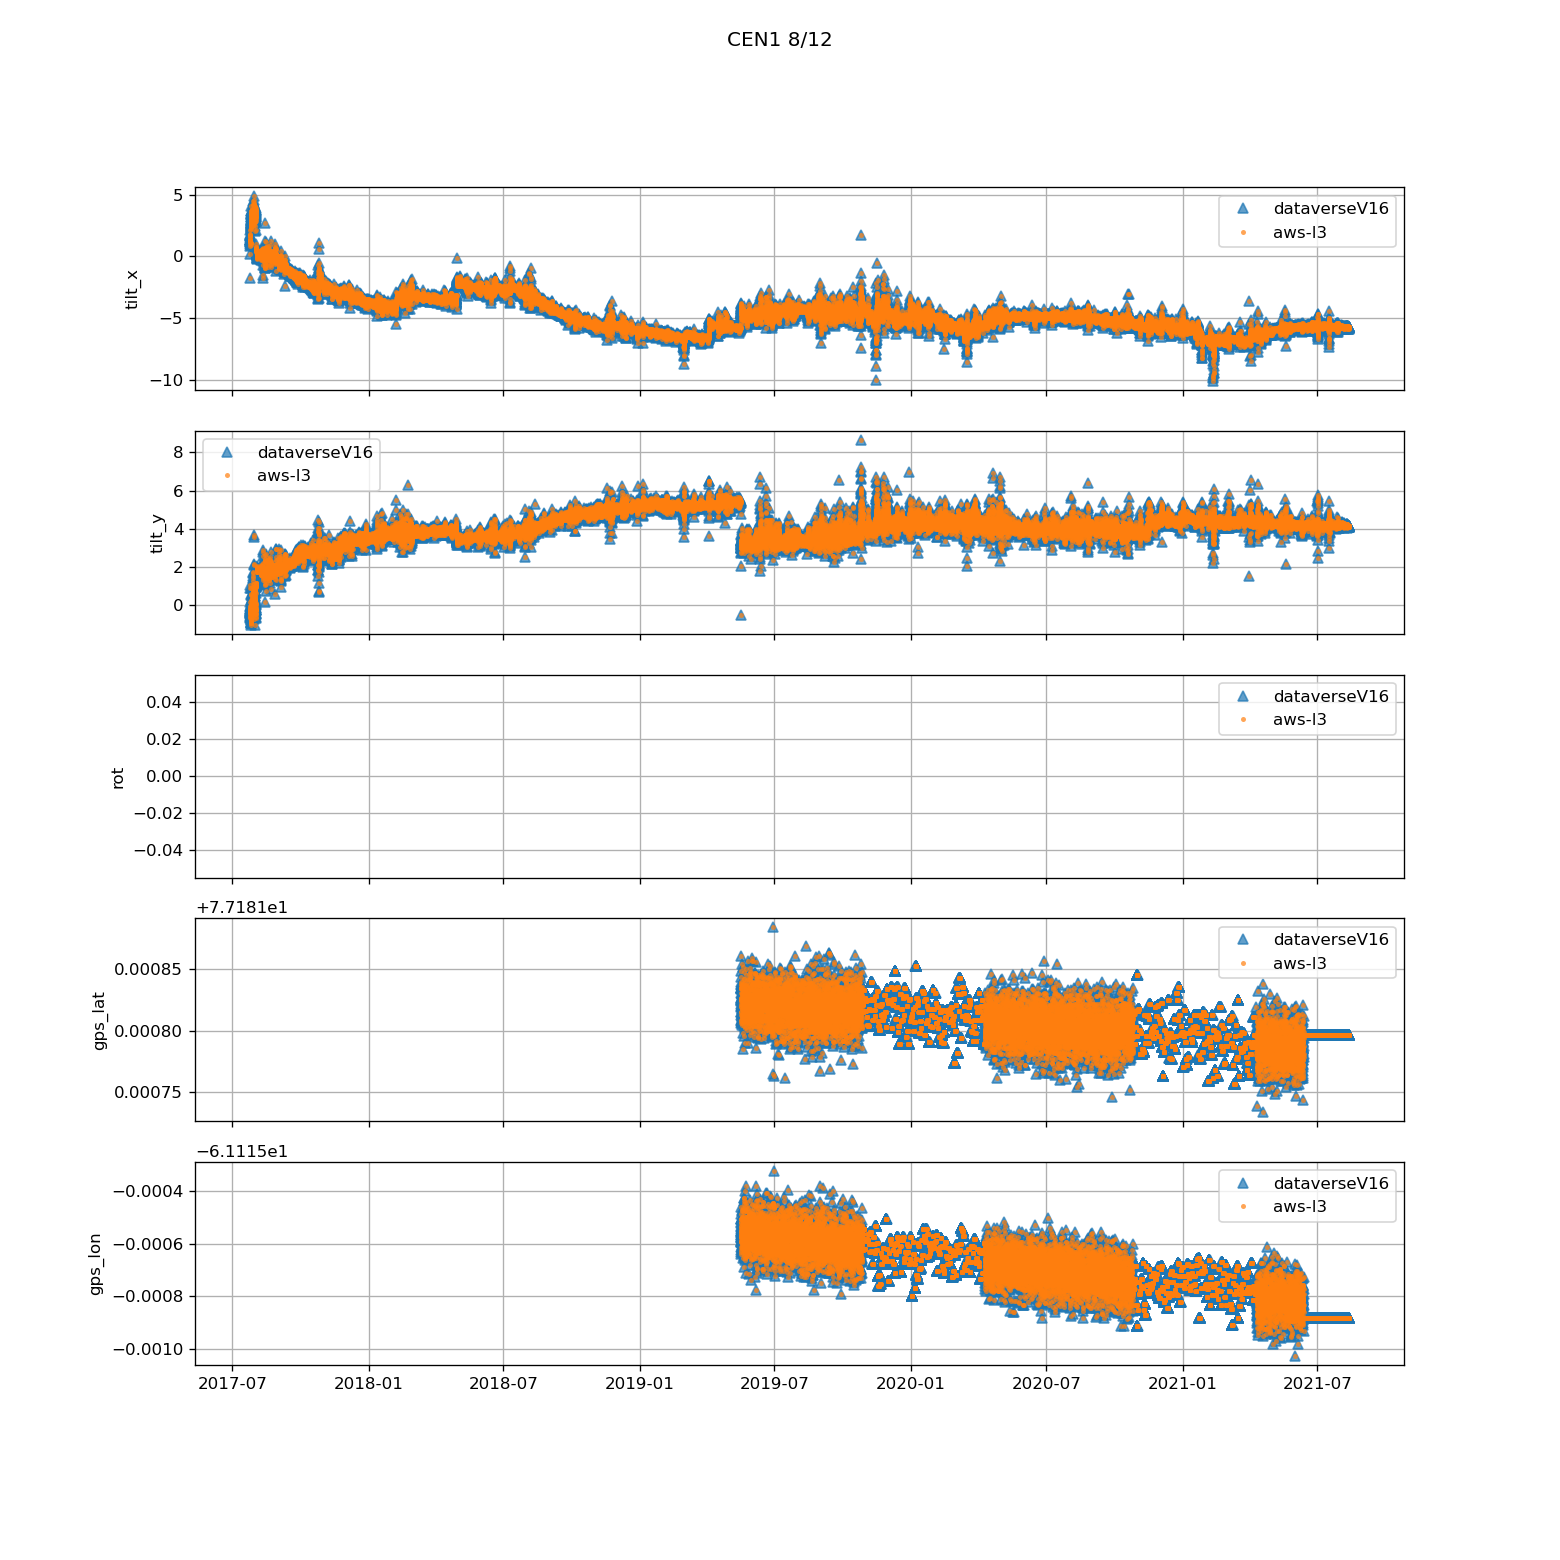 CEN1 8/12
5
0
−5
−10
tilt_x
dataverseV16
aws-l3
8
6
4
2
0
tilt_y
dataverseV16
aws-l3
0.04
0.02
0.00
−0.02
−0.04
rot
dataverseV16
aws-l3
+7.7181e1
0.00085
0.00080
0.00075
gps_lat
dataverseV16
aws-l3
−6.1115e1
−0.0004
−0.0006
−0.0008
−0.0010
gps_lon
dataverseV16
aws-l3
2017-07 2018-01 2018-07 2019-01 2019-07 2020-01 2020-07 2021-01 2021-07